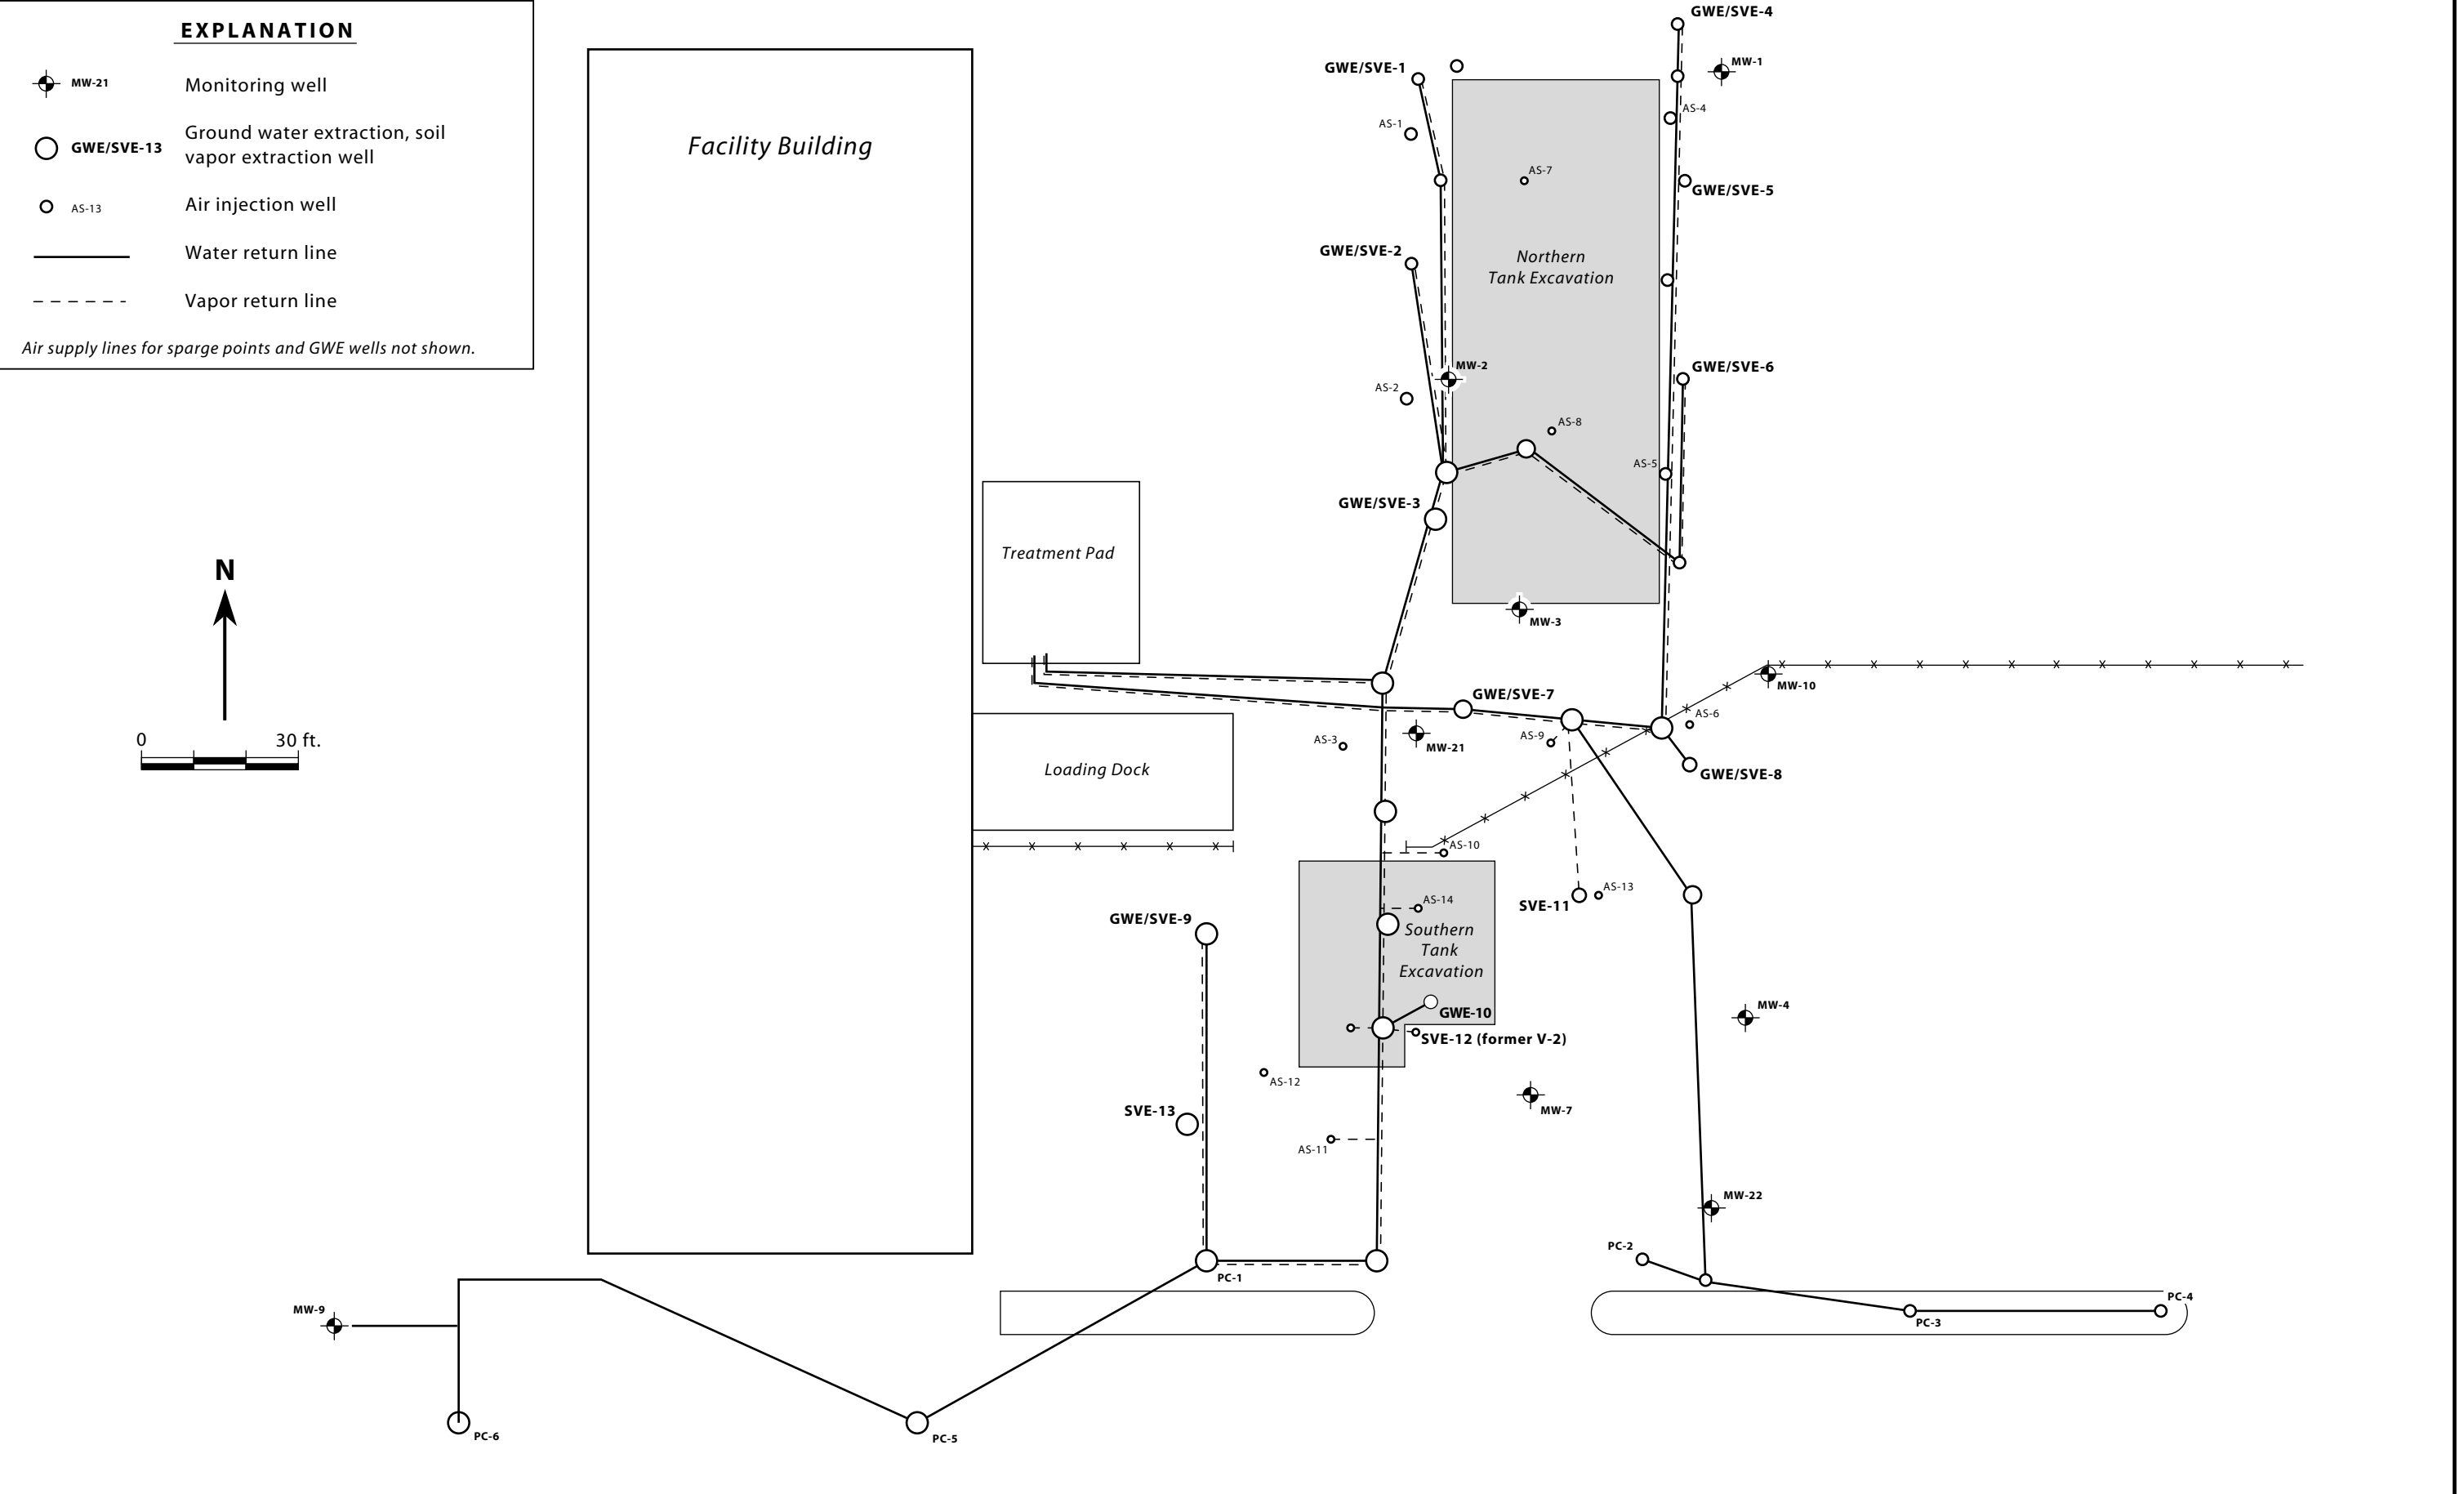 EXPLANATION
MW-21 Monitoring well
GWE/SVE-13 Ground water extraction, soil
vapor extraction well
AS-13 Air injection well
Water return line
Vapor return line
Air supply lines for sparge points and GWE wells not shown.
N
0 30 ft.
Facility Building
Treatment Pad
Loading Dock
GWE/SVE-4
MW-1
GWE/SVE-1
AS-4
AS-1
AS-7
GWE/SVE-5
GWE/SVE-2
Northern
Tank Excavation
MW-2
GWE/SVE-6
AS-2
AS-8
AS-5
GWE/SVE-3
MW-3
MW-10
GWE/SVE-7
AS-6
AS-9
AS-3
MW-21
GWE/SVE-8
AS-10
AS-13
SVE-11
AS-14
GWE/SVE-9
Southern
Tank
Excavation
GWE-10
MW-4
SVE-12 (former V-2)
AS-12
SVE-13
MW-7
AS-11
MW-22
PC-2
PC-1
PC-4
MW-9
PC-3
PC-6
PC-5